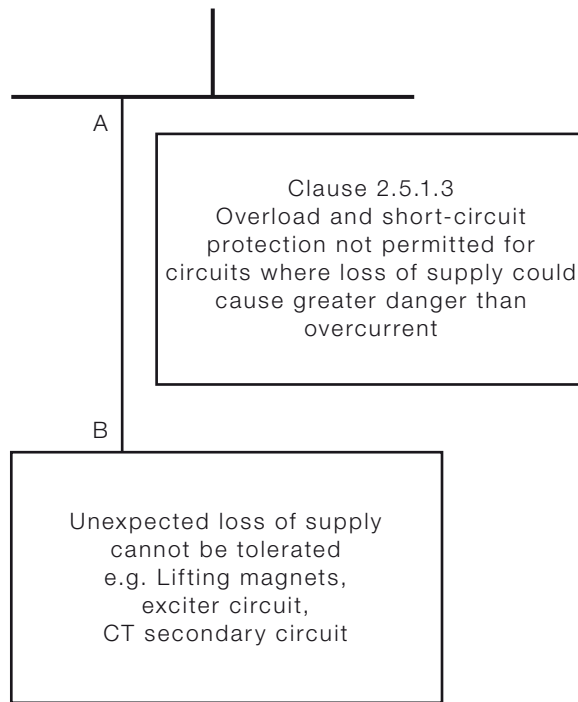 A
Clause 2.5.1.3
Overload and short-circuit
protection not permitted for
circuits where loss of supply could
cause greater danger than
overcurrent
B
Unexpected loss of supply
cannot be tolerated
e.g. Lifting magnets,
exciter circuit,
CT secondary circuit